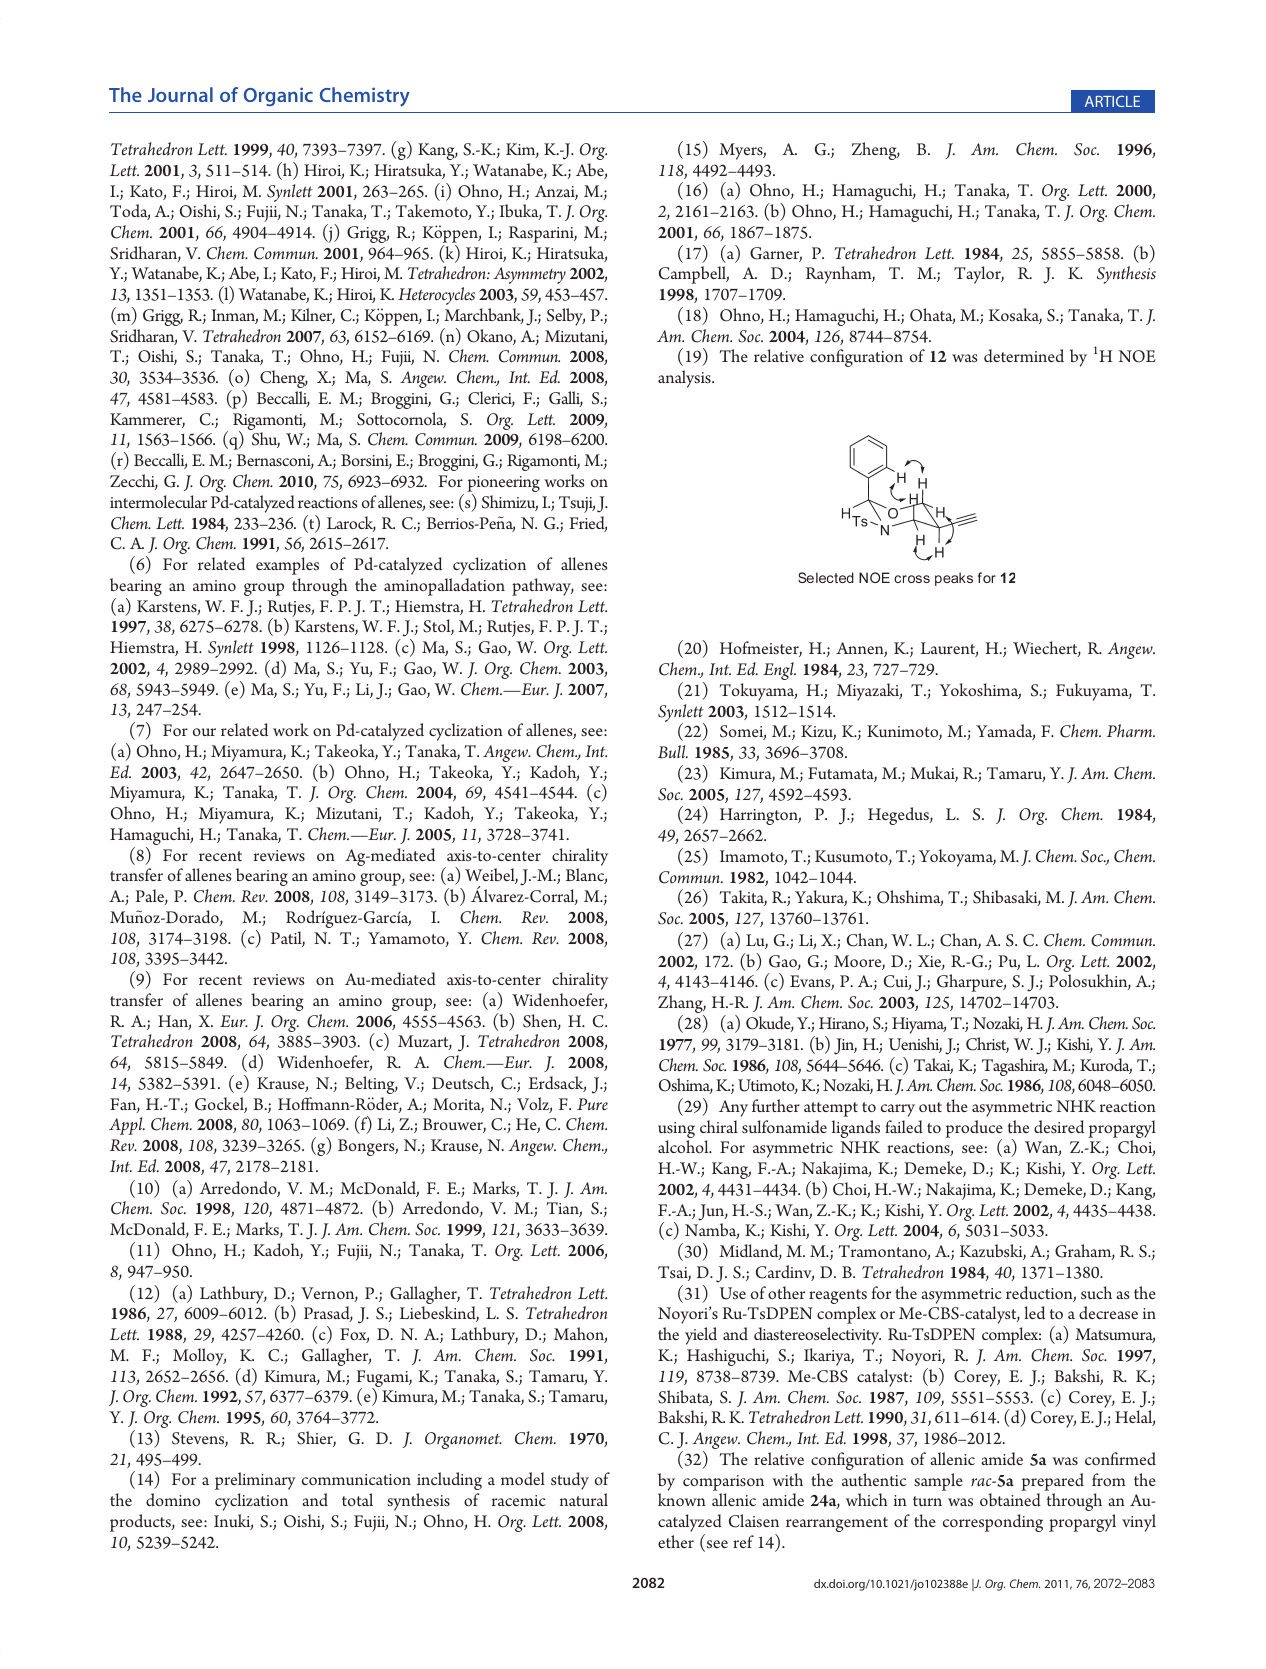 The Journal of Organic Chemistry
ARTICLE
Tetrahedron Lett. 1999, 40, 7393–7397. (g) Kang, S.-K.; Kim, K.-J. Org.
Lett. 2001, 3, 511–514. (h) Hiroi, K.; Hiratsuka, Y.; Watanabe, K.; Abe,
I.; Kato, F.; Hiroi, M. Synlett 2001, 263–265. (i) Ohno, H.; Anzai, M.;
Toda, A.; Oishi, S.; Fujii, N.; Tanaka, T.; Takemoto, Y.; Ibuka, T. J. Org.
Chem. 2001, 66, 4904–4914. (j) Grigg, R.; Köppen, I.; Rasparini, M.;
Sridharan, V. Chem. Commun. 2001, 964–965. (k) Hiroi, K.; Hiratsuka,
Y.; Watanabe, K.; Abe, I.; Kato, F.; Hiroi, M. Tetrahedron: Asymmetry 2002,
13, 1351–1353. (l) Watanabe, K.; Hiroi, K. Heterocycles 2003, 59, 453–457.
(m) Grigg, R.; Inman, M.; Kilner, C.; Köppen, I.; Marchbank, J.; Selby, P.;
Sridharan, V. Tetrahedron 2007, 63, 6152–6169. (n) Okano, A.; Mizutani,
T.; Oishi, S.; Tanaka, T.; Ohno, H.; Fujii, N. Chem. Commun. 2008,
30, 3534–3536. (o) Cheng, X.; Ma, S. Angew. Chem., Int. Ed. 2008,
47, 4581–4583. (p) Beccalli, E. M.; Broggini, G.; Clerici, F.; Galli, S.;
Kammerer, C.; Rigamonti, M.; Sottocornola, S. Org. Lett. 2009,
11, 1563–1566. (q) Shu, W.; Ma, S. Chem. Commun. 2009, 6198–6200.
(r) Beccalli, E. M.; Bernasconi, A.; Borsini, E.; Broggini, G.; Rigamonti, M.;
Zecchi, G. J. Org. Chem. 2010, 75, 6923–6932. For pioneering works on
intermolecular Pd-catalyzed reactions of allenes, see: (s) Shimizu, I.; Tsuji, J.
Chem. Lett. 1984, 233–236. (t) Larock, R. C.; Berrios-Peña, N. G.; Fried,
C. A. J. Org. Chem. 1991, 56, 2615–2617.
(6) For related examples of Pd-catalyzed cyclization of allenes
bearing an amino group through the aminopalladation pathway, see:
(a) Karstens, W. F. J.; Rutjes, F. P. J. T.; Hiemstra, H. Tetrahedron Lett.
1997, 38, 6275–6278. (b) Karstens, W. F. J.; Stol, M.; Rutjes, F. P. J. T.;
Hiemstra, H. Synlett 1998, 1126–1128. (c) Ma, S.; Gao, W. Org. Lett.
2002, 4, 2989–2992. (d) Ma, S.; Yu, F.; Gao, W. J. Org. Chem. 2003,
68, 5943–5949. (e) Ma, S.; Yu, F.; Li, J.; Gao, W. Chem.—Eur. J. 2007,
13, 247–254.
(7) For our related work on Pd-catalyzed cyclization of allenes, see:
(a) Ohno, H.; Miyamura, K.; Takeoka, Y.; Tanaka, T. Angew. Chem., Int.
Ed. 2003, 42, 2647–2650. (b) Ohno, H.; Takeoka, Y.; Kadoh, Y.;
Miyamura, K.; Tanaka, T. J. Org. Chem. 2004, 69, 4541–4544. (c)
Ohno, H.; Miyamura, K.; Mizutani, T.; Kadoh, Y.; Takeoka, Y.;
Hamaguchi, H.; Tanaka, T. Chem.—Eur. J. 2005, 11, 3728–3741.
(8) For recent reviews on Ag-mediated axis-to-center chirality
transfer of allenes bearing an amino group, see: (a) Weibel, J.-M.; Blanc,
A.; Pale, P. Chem. Rev. 2008, 108, 3149–3173. (b) Álvarez-Corral, M.;
Muñoz-Dorado, M.; Rodríguez-García, I. Chem. Rev. 2008,
108, 3174–3198. (c) Patil, N. T.; Yamamoto, Y. Chem. Rev. 2008,
108, 3395–3442.
(9) For recent reviews on Au-mediated axis-to-center chirality
transfer of allenes bearing an amino group, see: (a) Widenhoefer,
R. A.; Han, X. Eur. J. Org. Chem. 2006, 4555–4563. (b) Shen, H. C.
Tetrahedron 2008, 64, 3885–3903. (c) Muzart, J. Tetrahedron 2008,
64, 5815–5849. (d) Widenhoefer, R. A. Chem.—Eur. J. 2008,
14, 5382–5391. (e) Krause, N.; Belting, V.; Deutsch, C.; Erdsack, J.;
Fan, H.-T.; Gockel, B.; Hoffmann-Röder, A.; Morita, N.; Volz, F. Pure
Appl. Chem. 2008, 80, 1063–1069. (f) Li, Z.; Brouwer, C.; He, C. Chem.
Rev. 2008, 108, 3239–3265. (g) Bongers, N.; Krause, N. Angew. Chem.,
Int. Ed. 2008, 47, 2178–2181.
(10) (a) Arredondo, V. M.; McDonald, F. E.; Marks, T. J. J. Am.
Chem. Soc. 1998, 120, 4871–4872. (b) Arredondo, V. M.; Tian, S.;
McDonald, F. E.; Marks, T. J. J. Am. Chem. Soc. 1999, 121, 3633–3639.
(11) Ohno, H.; Kadoh, Y.; Fujii, N.; Tanaka, T. Org. Lett. 2006,
8, 947–950.
(12) (a) Lathbury, D.; Vernon, P.; Gallagher, T. Tetrahedron Lett.
1986, 27, 6009–6012. (b) Prasad, J. S.; Liebeskind, L. S. Tetrahedron
Lett. 1988, 29, 4257–4260. (c) Fox, D. N. A.; Lathbury, D.; Mahon,
M. F.; Molloy, K. C.; Gallagher, T. J. Am. Chem. Soc. 1991,
113, 2652–2656. (d) Kimura, M.; Fugami, K.; Tanaka, S.; Tamaru, Y.
J. Org. Chem. 1992, 57, 6377–6379. (e) Kimura, M.; Tanaka, S.; Tamaru,
Y. J. Org. Chem. 1995, 60, 3764–3772.
(13) Stevens, R. R.; Shier, G. D. J. Organomet. Chem. 1970,
21, 495–499.
(14) For a preliminary communication including a model study of
the domino cyclization and total synthesis of racemic natural
products, see: Inuki, S.; Oishi, S.; Fujii, N.; Ohno, H. Org. Lett. 2008,
10, 5239–5242.
(15) Myers, A. G.; Zheng, B. J. Am. Chem. Soc. 1996,
118, 4492–4493.
(16) (a) Ohno, H.; Hamaguchi, H.; Tanaka, T. Org. Lett. 2000,
2, 2161–2163. (b) Ohno, H.; Hamaguchi, H.; Tanaka, T. J. Org. Chem.
2001, 66, 1867–1875.
(17) (a) Garner, P. Tetrahedron Lett. 1984, 25, 5855–5858. (b)
Campbell, A. D.; Raynham, T. M.; Taylor, R. J. K. Synthesis
1998, 1707–1709.
(18) Ohno, H.; Hamaguchi, H.; Ohata, M.; Kosaka, S.; Tanaka, T. J.
Am. Chem. Soc. 2004, 126, 8744–8754.
(19) The relative configuration of 12 was determined by ¹H NOE
analysis.
H
H
H
H Ts O H
N
H
H
Selected NOE cross peaks for 12
(20) Hofmeister, H.; Annen, K.; Laurent, H.; Wiechert, R. Angew.
Chem., Int. Ed. Engl. 1984, 23, 727–729.
(21) Tokuyama, H.; Miyazaki, T.; Yokoshima, S.; Fukuyama, T.
Synlett 2003, 1512–1514.
(22) Somei, M.; Kizu, K.; Kunimoto, M.; Yamada, F. Chem. Pharm.
Bull. 1985, 33, 3696–3708.
(23) Kimura, M.; Futamata, M.; Mukai, R.; Tamaru, Y. J. Am. Chem.
Soc. 2005, 127, 4592–4593.
(24) Harrington, P. J.; Hegedus, L. S. J. Org. Chem. 1984,
49, 2657–2662.
(25) Imamoto, T.; Kusumoto, T.; Yokoyama, M. J. Chem. Soc., Chem.
Commun. 1982, 1042–1044.
(26) Takita, R.; Yakura, K.; Ohshima, T.; Shibasaki, M. J. Am. Chem.
Soc. 2005, 127, 13760–13761.
(27) (a) Lu, G.; Li, X.; Chan, W. L.; Chan, A. S. C. Chem. Commun.
2002, 172. (b) Gao, G.; Moore, D.; Xie, R.-G.; Pu, L. Org. Lett. 2002,
4, 4143–4146. (c) Evans, P. A.; Cui, J.; Gharpure, S. J.; Polosukhin, A.;
Zhang, H.-R. J. Am. Chem. Soc. 2003, 125, 14702–14703.
(28) (a) Okude, Y.; Hirano, S.; Hiyama, T.; Nozaki, H. J. Am. Chem. Soc.
1977, 99, 3179–3181. (b) Jin, H.; Uenishi, J.; Christ, W. J.; Kishi, Y. J. Am.
Chem. Soc. 1986, 108, 5644–5646. (c) Takai, K.; Tagashira, M.; Kuroda, T.;
Oshima, K.; Utimoto, K.; Nozaki, H. J. Am. Chem. Soc. 1986, 108, 6048–6050.
(29) Any further attempt to carry out the asymmetric NHK reaction
using chiral sulfonamide ligands failed to produce the desired propargyl
alcohol. For asymmetric NHK reactions, see: (a) Wan, Z.-K.; Choi,
H.-W.; Kang, F.-A.; Nakajima, K.; Demeke, D.; K.; Kishi, Y. Org. Lett.
2002, 4, 4431–4434. (b) Choi, H.-W.; Nakajima, K.; Demeke, D.; Kang,
F.-A.; Jun, H.-S.; Wan, Z.-K.; K.; Kishi, Y. Org. Lett. 2002, 4, 4435–4438.
(c) Namba, K.; Kishi, Y. Org. Lett. 2004, 6, 5031–5033.
(30) Midland, M. M.; Tramontano, A.; Kazubski, A.; Graham, R. S.;
Tsai, D. J. S.; Cardinv, D. B. Tetrahedron 1984, 40, 1371–1380.
(31) Use of other reagents for the asymmetric reduction, such as the
Noyori's Ru-TsDPEN complex or Me-CBS-catalyst, led to a decrease in
the yield and diastereoselectivity. Ru-TsDPEN complex: (a) Matsumura,
K.; Hashiguchi, S.; Ikariya, T.; Noyori, R. J. Am. Chem. Soc. 1997,
119, 8738–8739. Me-CBS catalyst: (b) Corey, E. J.; Bakshi, R. K.;
Shibata, S. J. Am. Chem. Soc. 1987, 109, 5551–5553. (c) Corey, E. J.;
Bakshi, R. K. Tetrahedron Lett. 1990, 31, 611–614. (d) Corey, E. J.; Helal,
C. J. Angew. Chem., Int. Ed. 1998, 37, 1986–2012.
(32) The relative configuration of allenic amide 5a was confirmed
by comparison with the authentic sample rac-5a prepared from the
known allenic amide 24a, which in turn was obtained through an Au-
catalyzed Claisen rearrangement of the corresponding propargyl vinyl
ether (see ref 14).
2082
dx.doi.org/10.1021/jo102388e |J. Org. Chem. 2011, 76, 2072–2083